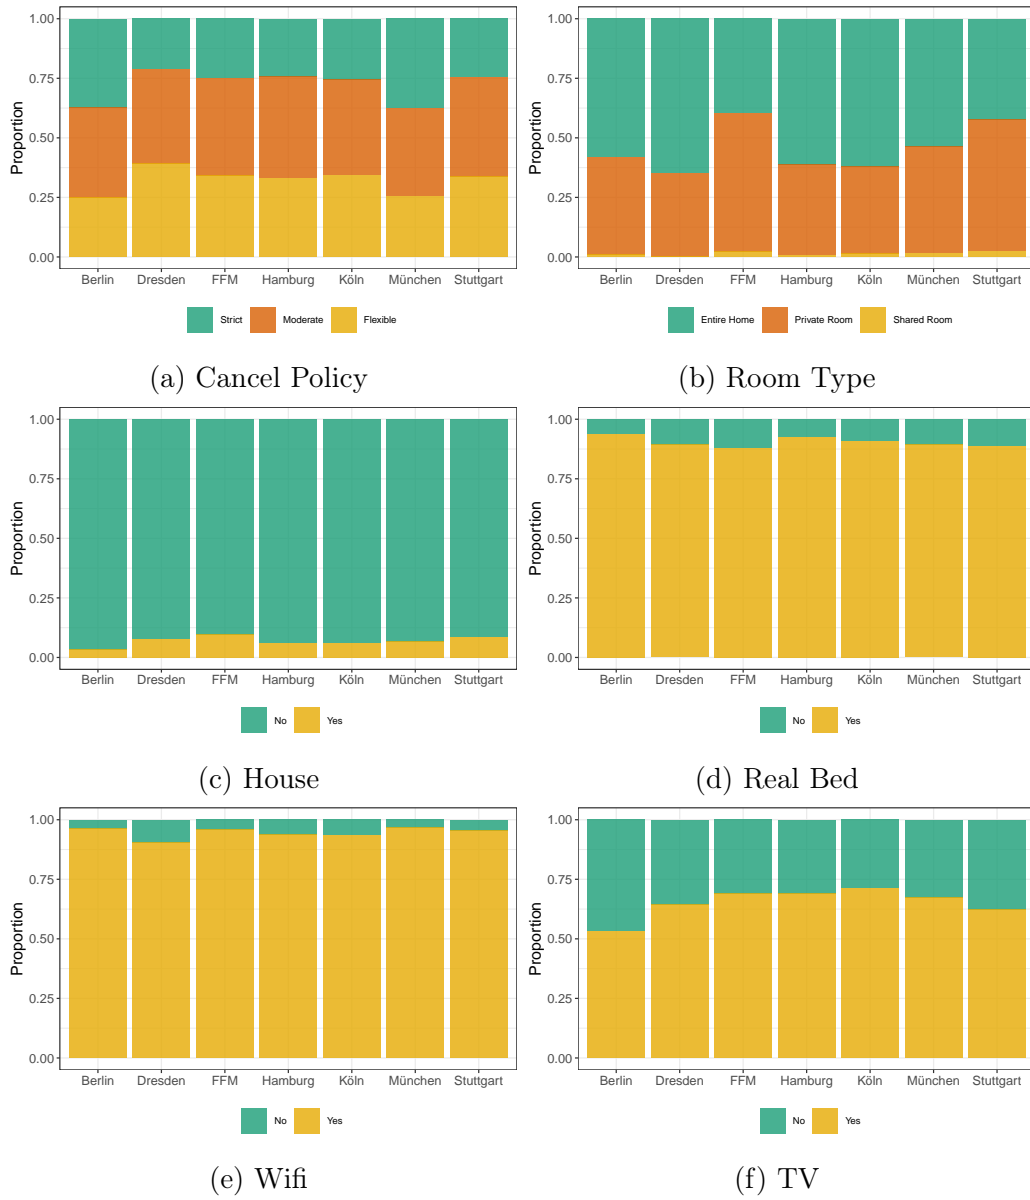 1.00
0.75
0.50
0.25
0.00
Proportion
Berlin Dresden FFM Hamburg Köln München Stuttgart
Strict Moderate Flexible
(a) Cancel Policy
1.00
0.75
0.50
0.25
0.00
Proportion
Berlin Dresden FFM Hamburg Köln München Stuttgart
Entire Home Private Room Shared Room
(b) Room Type
1.00
0.75
0.50
0.25
0.00
Proportion
Berlin Dresden FFM Hamburg Köln München Stuttgart
No Yes
(c) House
1.00
0.75
0.50
0.25
0.00
Proportion
Berlin Dresden FFM Hamburg Köln München Stuttgart
No Yes
(d) Real Bed
1.00
0.75
0.50
0.25
0.00
Proportion
Berlin Dresden FFM Hamburg Köln München Stuttgart
No Yes
(e) Wifi
1.00
0.75
0.50
0.25
0.00
Proportion
Berlin Dresden FFM Hamburg Köln München Stuttgart
No Yes
(f) TV